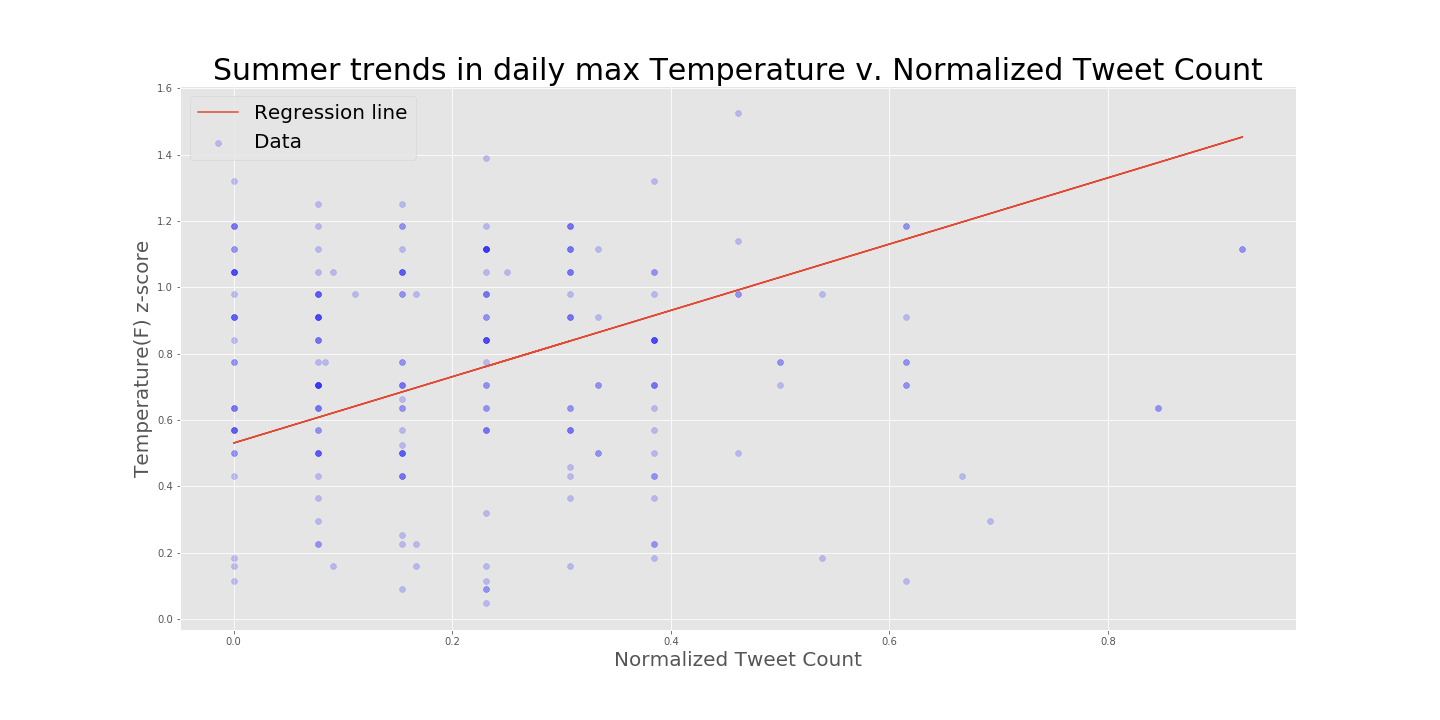 Summer trends in daily max Temperature v. Normalized Tweet Count
Regression line
Data
Temperature(F) z-score
1.6
1.4
1.2
1.0
0.8
0.6
0.4
0.2
0.0
0.0 0.2 0.4 0.6 0.8
Normalized Tweet Count